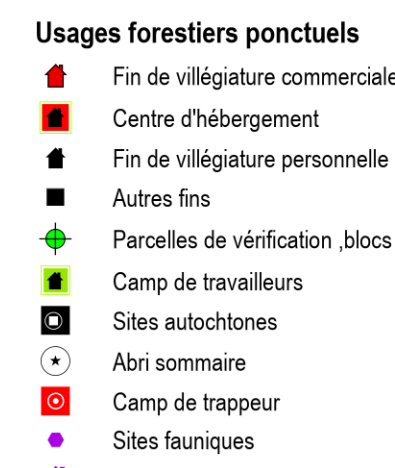 Usages forestiers ponctuels
Fin de villégiature commerciale
Centre d'hébergement
Fin de villégiature personnelle
Autres fins
Parcelles de vérification ,blocs
Camp de travailleurs
Sites autochtones
Abri sommaire
Camp de trappeur
Sites fauniques